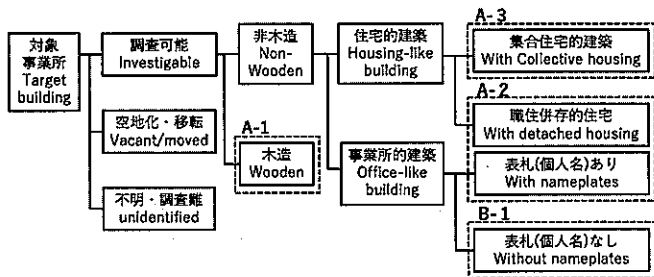 対象
事業所
Target
building
調査可能
Investigable
空地化・移転
Vacant/moved
不明・調査難
unidentified
非木造
Non-
Wooden
A-1
木造
Wooden
住宅的建築
Housing-like
building
事業所的建築
Office-like
building
A-3
集合住宅的建築
With Collective housing
A-2
職住併存的住宅
With detached housing
表札(個人名)あり
With nameplates
B-1
表札(個人名)なし
Without nameplates